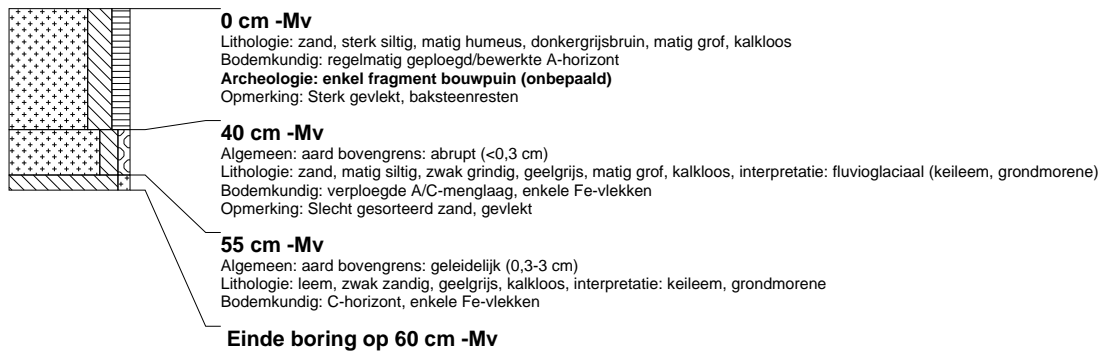 0 cm -Mv
Lithologie: zand, sterk siltig, matig humeus, donkergrijsbruin, matig grof, kalkloos
Bodemkundig: regelmatig geploegd/bewerkte A-horizont
Archeologie: enkel fragment bouwpuin (onbepaald)
Opmerking: Sterk gevlekt, baksteenresten
40 cm -Mv
Algemeen: aard bovengrens: abrupt (<0,3 cm)
Lithologie: zand, matig siltig, zwak grindig, geelgrijs, matig grof, kalkloos, interpretatie: fluvioglaciaal (keileem, grondmorene)
Bodemkundig: verploegde A/C-menglaag, enkele Fe-vlekken
Opmerking: Slecht gesorteerd zand, gevlekt
55 cm -Mv
Algemeen: aard bovengrens: geleidelijk (0,3-3 cm)
Lithologie: leem, zwak zandig, geelgrijs, kalkloos, interpretatie: keileem, grondmorene
Bodemkundig: C-horizont, enkele Fe-vlekken
Einde boring op 60 cm -Mv